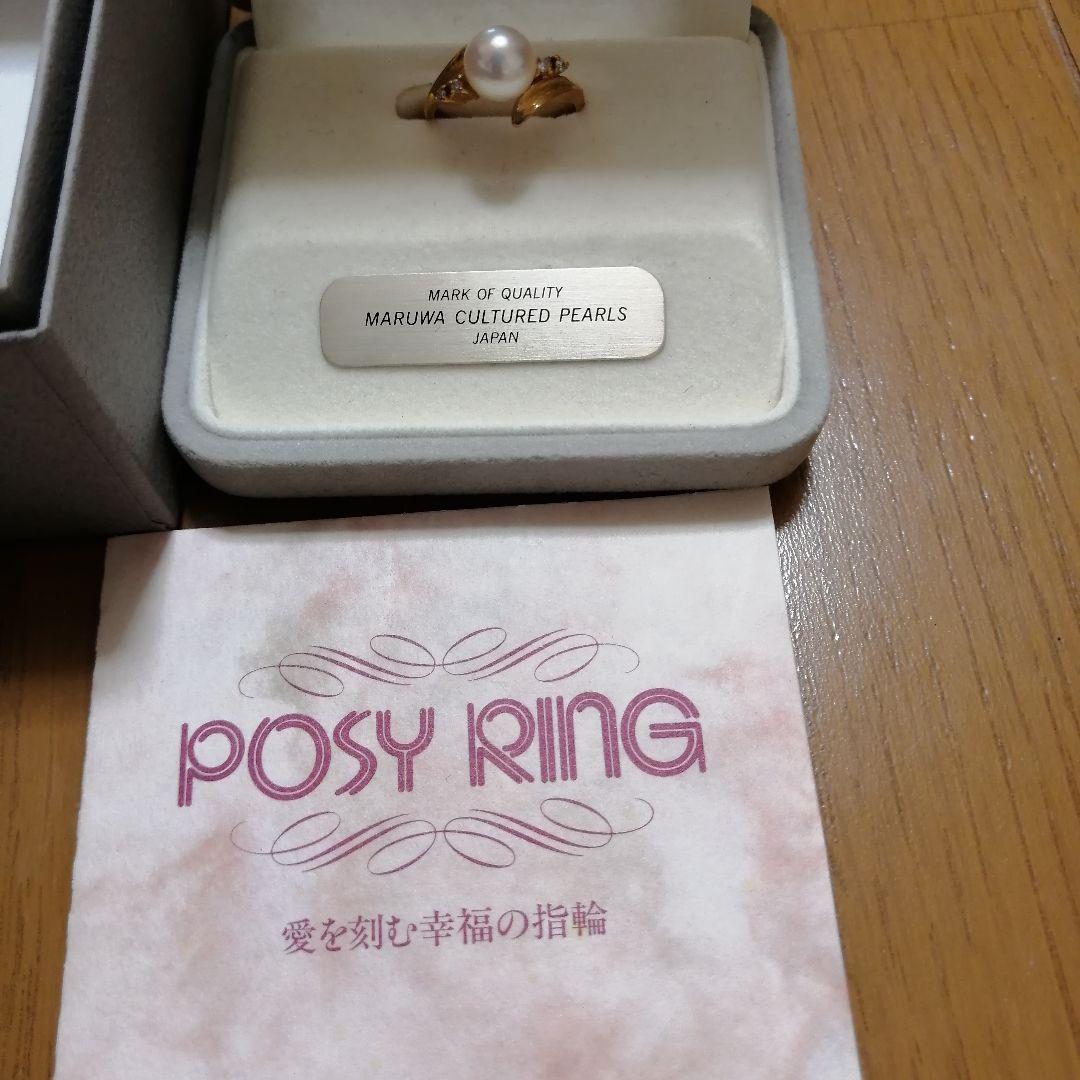 MARK OF QUALITY
MARUWA CULTURED PEARLS
JAPAN
POSY RING
愛を刻む幸福の指輪